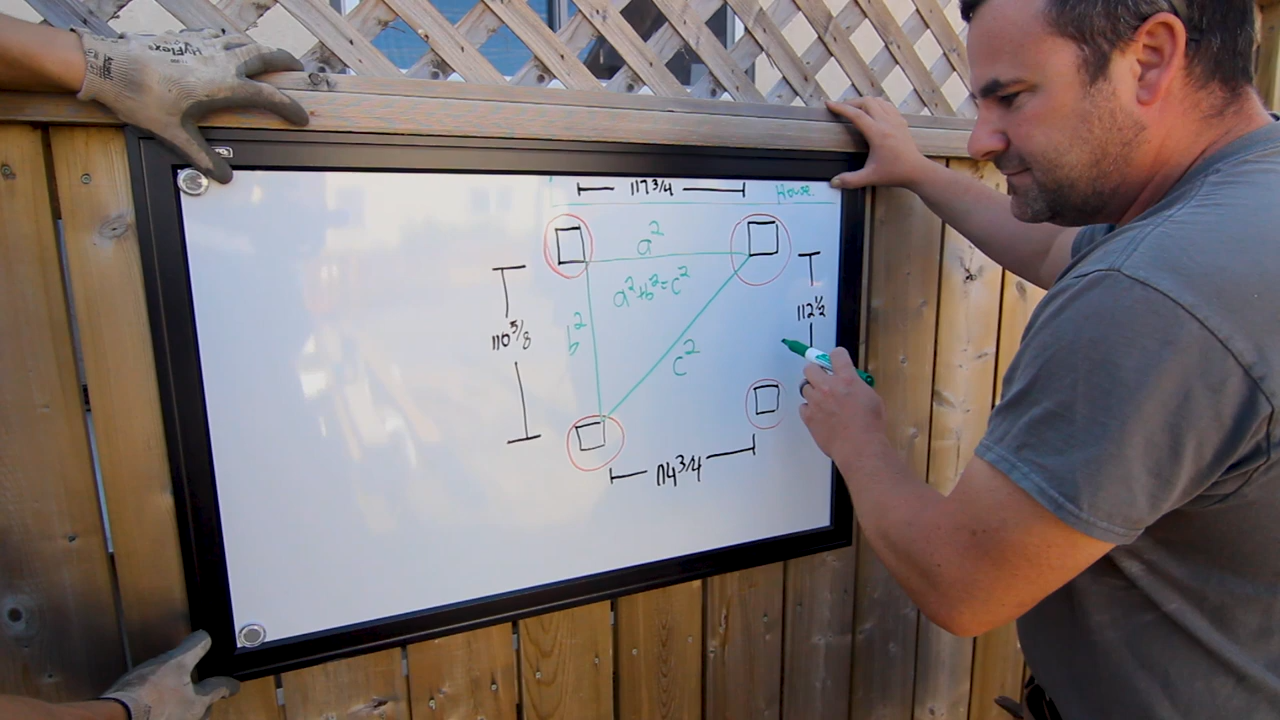 HyFlex
117 3/4
House.
a²
a²+b²=c²
112 1/2
110 5/8
b²
c²
114 3/4